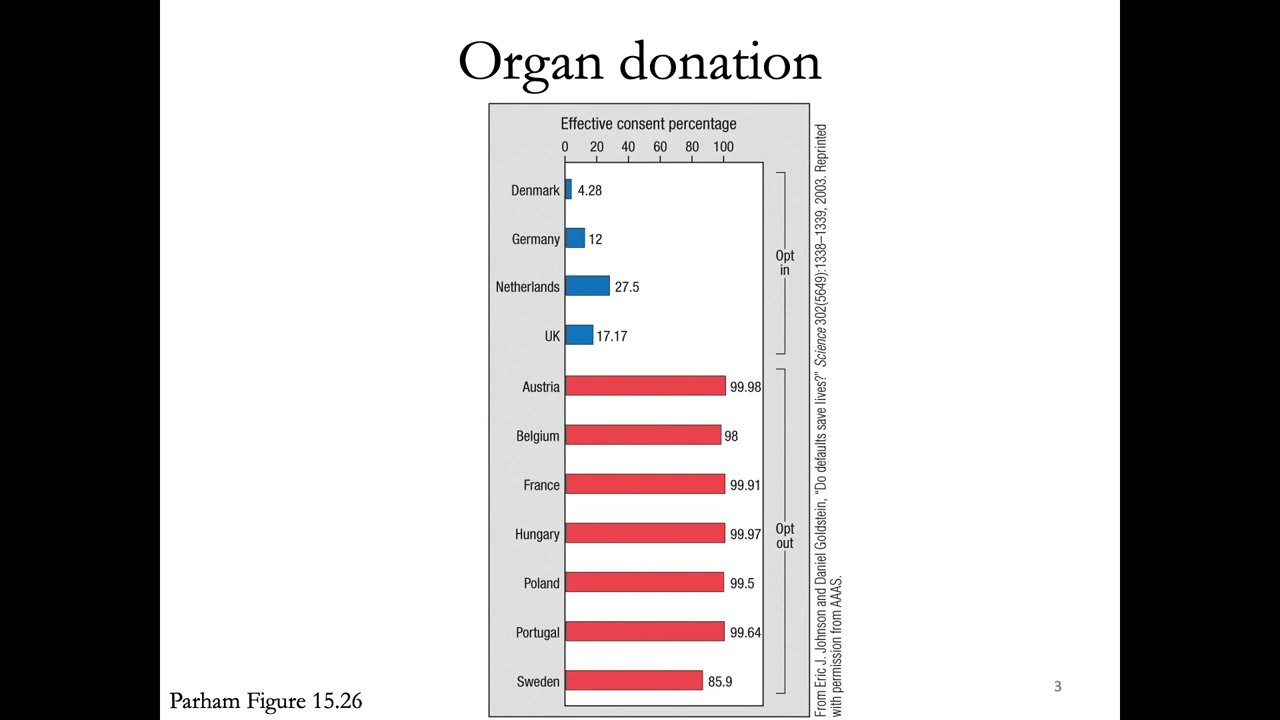 Organ donation
Effective consent percentage
0 20 40 60 80 100
Denmark 4.28
Germany 12
Netherlands 27.5
UK 17.17
Opt
in
Austria 99.98
Belgium 98
France 99.91
Hungary 99.97
Poland 99.5
Portugal 99.64
Sweden 85.9
Opt
out
From Eric J. Johnson and Daniel Goldstein, “Do defaults save lives?” Science 302(5649):1338–1339, 2003. Reprinted
with permission from AAAS.
Parham Figure 15.26
3